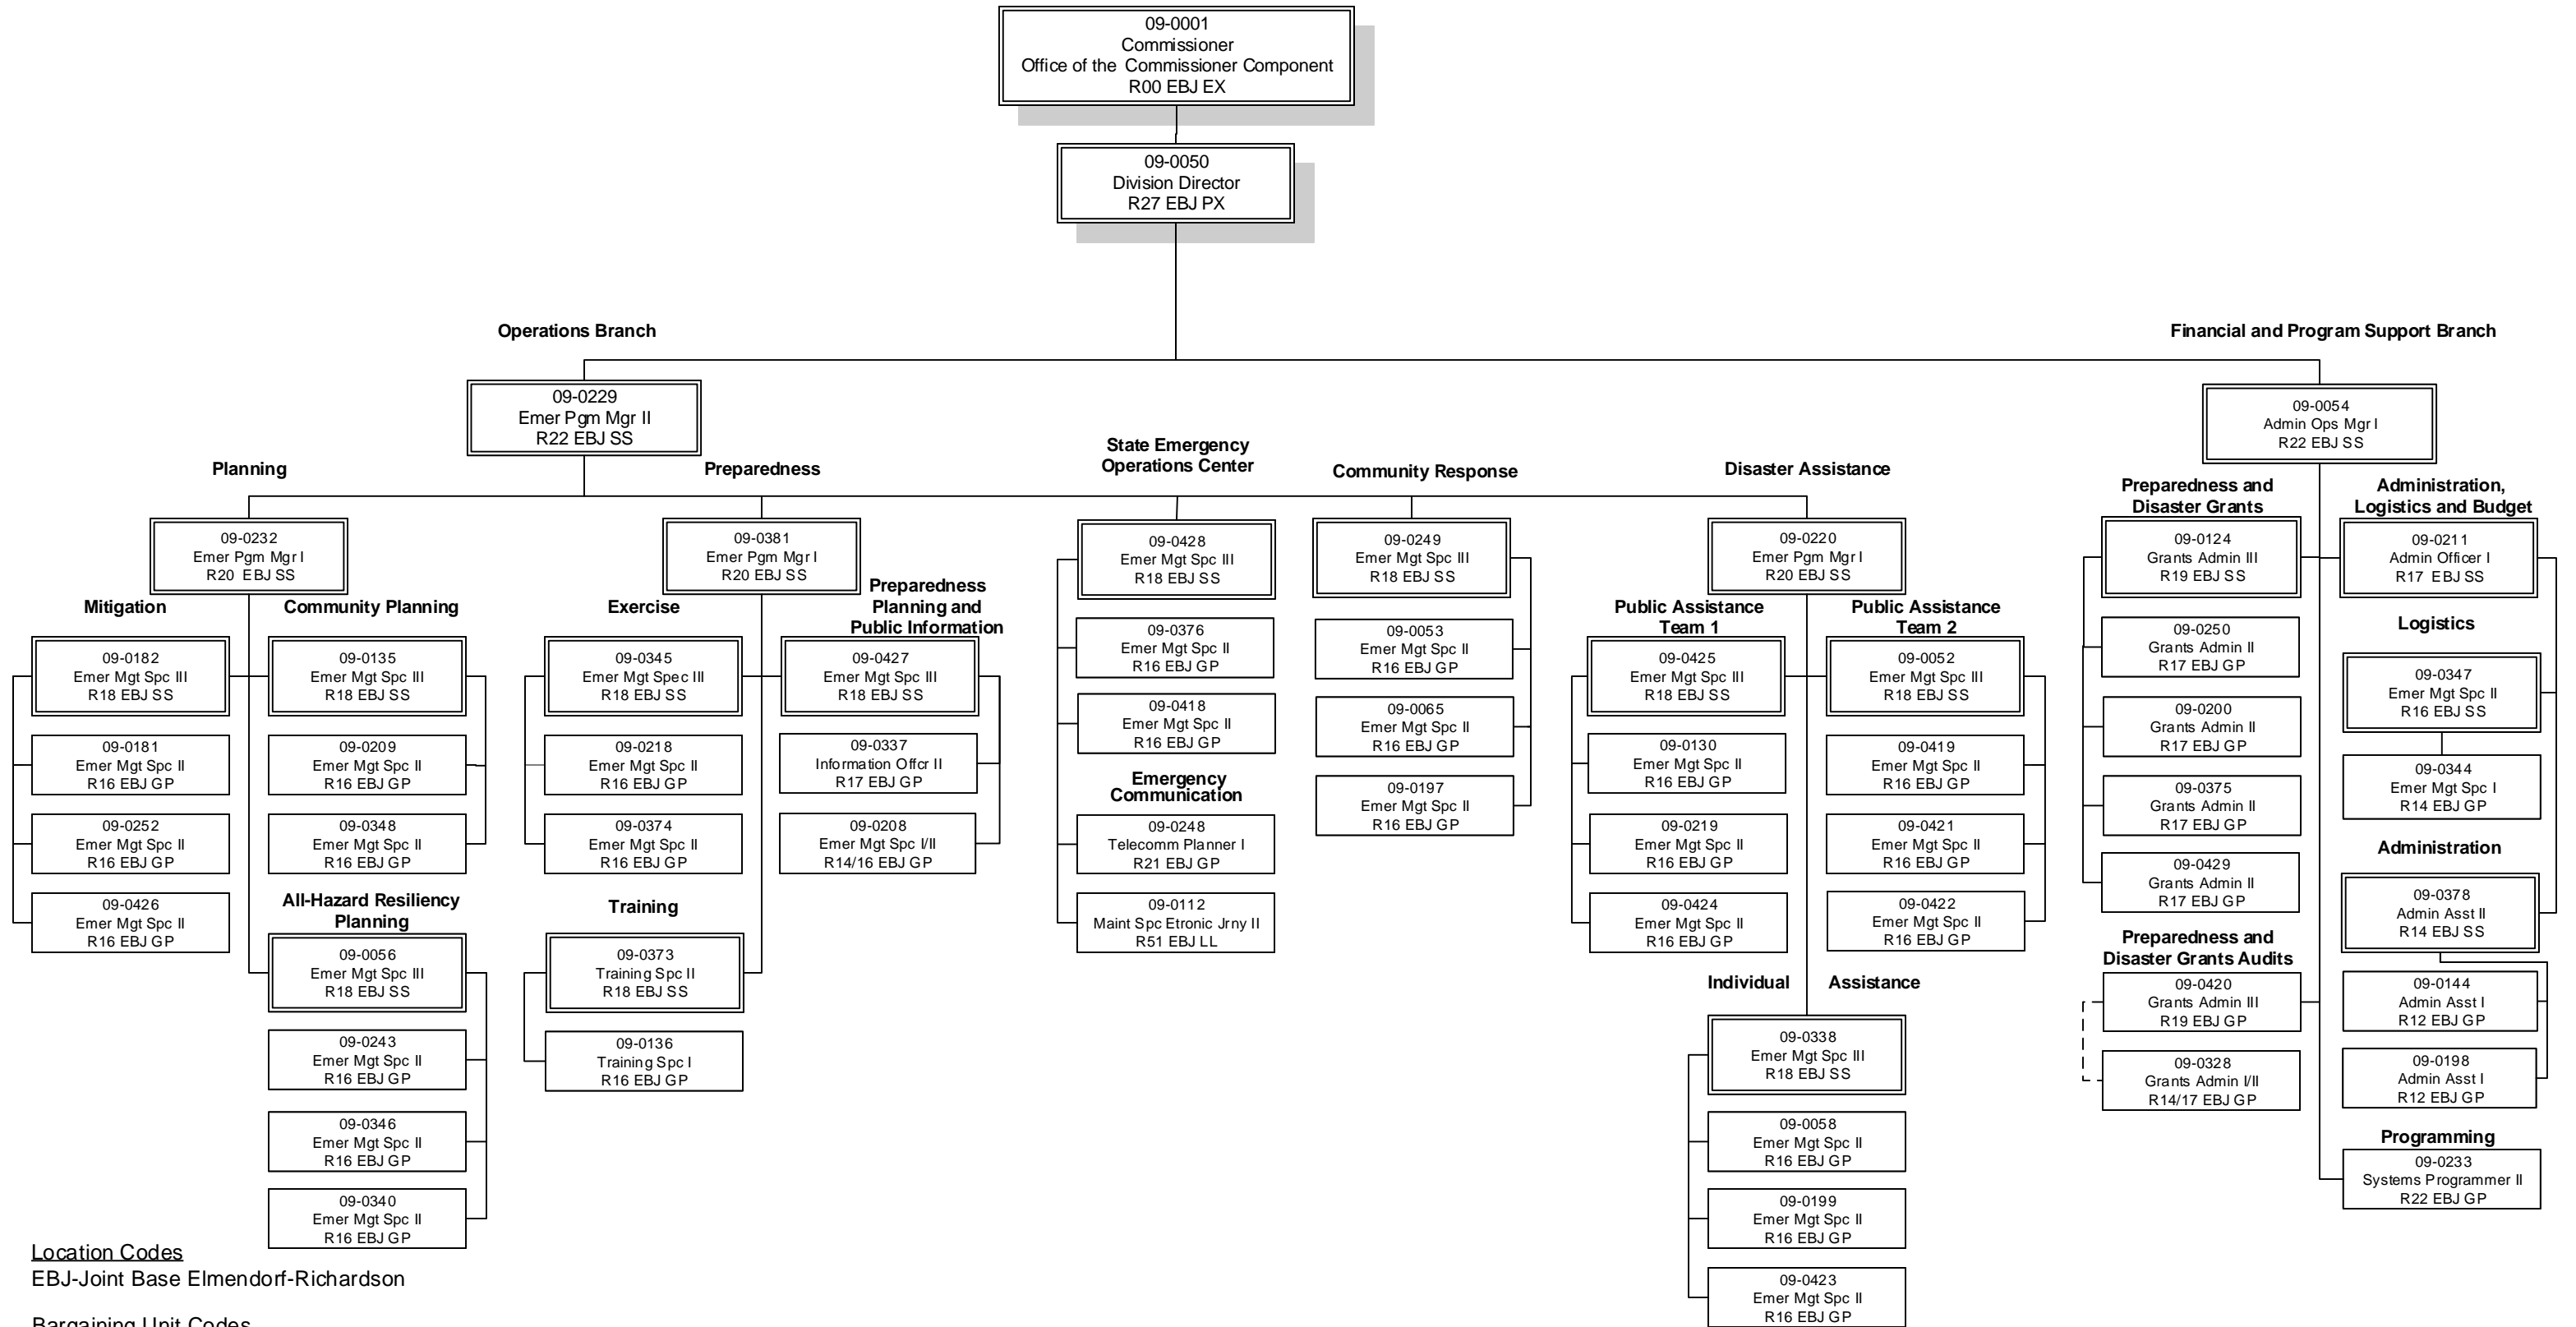 09-0001
Commissioner
Office of the Commissioner Component
R00 EBJ EX
09-0050
Division Director
R27 EBJ PX
Operations Branch
Financial and Program Support Branch
09-0229
Emer Pgm Mgr II
R22 EBJ SS
09-0054
Admin Ops Mgr I
R22 EBJ SS
Planning
09-0232
Emer Pgm Mgr I
R20 EBJ SS
Mitigation
09-0182
Emer Mgt Spc III
R18 EBJ SS
09-0181
Emer Mgt Spc II
R16 EBJ GP
09-0252
Emer Mgt Spc II
R16 EBJ GP
09-0426
Emer Mgt Spc II
R16 EBJ GP
Community Planning
09-0135
Emer Mgt Spc III
R18 EBJ SS
09-0209
Emer Mgt Spc II
R16 EBJ GP
09-0348
Emer Mgt Spc II
R16 EBJ GP
All-Hazard Resiliency
Planning
09-0056
Emer Mgt Spc III
R18 EBJ SS
09-0243
Emer Mgt Spc II
R16 EBJ GP
09-0346
Emer Mgt Spc II
R16 EBJ GP
09-0340
Emer Mgt Spc II
R16 EBJ GP
Preparedness
09-0381
Emer Pgm Mgr I
R20 EBJ SS
Exercise
09-0345
Emer Mgt Spec III
R18 EBJ SS
09-0218
Emer Mgt Spc II
R16 EBJ GP
09-0374
Emer Mgt Spc II
R16 EBJ GP
Training
09-0373
Training Spc II
R18 EBJ SS
09-0136
Training Spc I
R16 EBJ GP
Preparedness
Planning and
Public Information
09-0427
Emer Mgt Spc III
R18 EBJ SS
09-0337
Information Offcr II
R17 EBJ GP
09-0208
Emer Mgt Spc I/II
R14/16 EBJ GP
State Emergency
Operations Center
09-0428
Emer Mgt Spc III
R18 EBJ SS
09-0376
Emer Mgt Spc II
R16 EBJ GP
09-0418
Emer Mgt Spc II
R16 EBJ GP
Emergency
Communication
09-0248
Telecomm Planner I
R21 EBJ GP
09-0112
Maint Spc Etronic Jrny II
R51 EBJ LL
Community Response
09-0249
Emer Mgt Spc III
R18 EBJ SS
09-0053
Emer Mgt Spc II
R16 EBJ GP
09-0065
Emer Mgt Spc II
R16 EBJ GP
09-0197
Emer Mgt Spc II
R16 EBJ GP
Disaster Assistance
09-0220
Emer Pgm Mgr I
R20 EBJ SS
Public Assistance
Team 1
09-0425
Emer Mgt Spc III
R18 EBJ SS
09-0130
Emer Mgt Spc II
R16 EBJ GP
09-0219
Emer Mgt Spc II
R16 EBJ GP
09-0424
Emer Mgt Spc II
R16 EBJ GP
Public Assistance
Team 2
09-0052
Emer Mgt Spc III
R18 EBJ SS
09-0419
Emer Mgt Spc II
R16 EBJ GP
09-0421
Emer Mgt Spc II
R16 EBJ GP
09-0422
Emer Mgt Spc II
R16 EBJ GP
Individual Assistance
09-0338
Emer Mgt Spc III
R18 EBJ SS
09-0058
Emer Mgt Spc II
R16 EBJ GP
09-0199
Emer Mgt Spc II
R16 EBJ GP
09-0423
Emer Mgt Spc II
R16 EBJ GP
Preparedness and
Disaster Grants
09-0124
Grants Admin III
R19 EBJ SS
09-0250
Grants Admin II
R17 EBJ GP
09-0200
Grants Admin II
R17 EBJ GP
09-0375
Grants Admin II
R17 EBJ GP
09-0429
Grants Admin II
R17 EBJ GP
Preparedness and
Disaster Grants Audits
09-0420
Grants Admin III
R19 EBJ GP
09-0328
Grants Admin I/II
R14/17 EBJ GP
Administration,
Logistics and Budget
09-0211
Admin Officer I
R17 EBJ SS
Logistics
09-0347
Emer Mgt Spc II
R16 EBJ SS
09-0344
Emer Mgt Spc I
R14 EBJ GP
Administration
09-0378
Admin Asst II
R14 EBJ SS
09-0144
Admin Asst I
R12 EBJ GP
09-0198
Admin Asst I
R12 EBJ GP
Programming
09-0233
Systems Programmer II
R22 EBJ GP
Location Codes
EBJ-Joint Base Elmendorf-Richardson
Bargaining Unit Codes